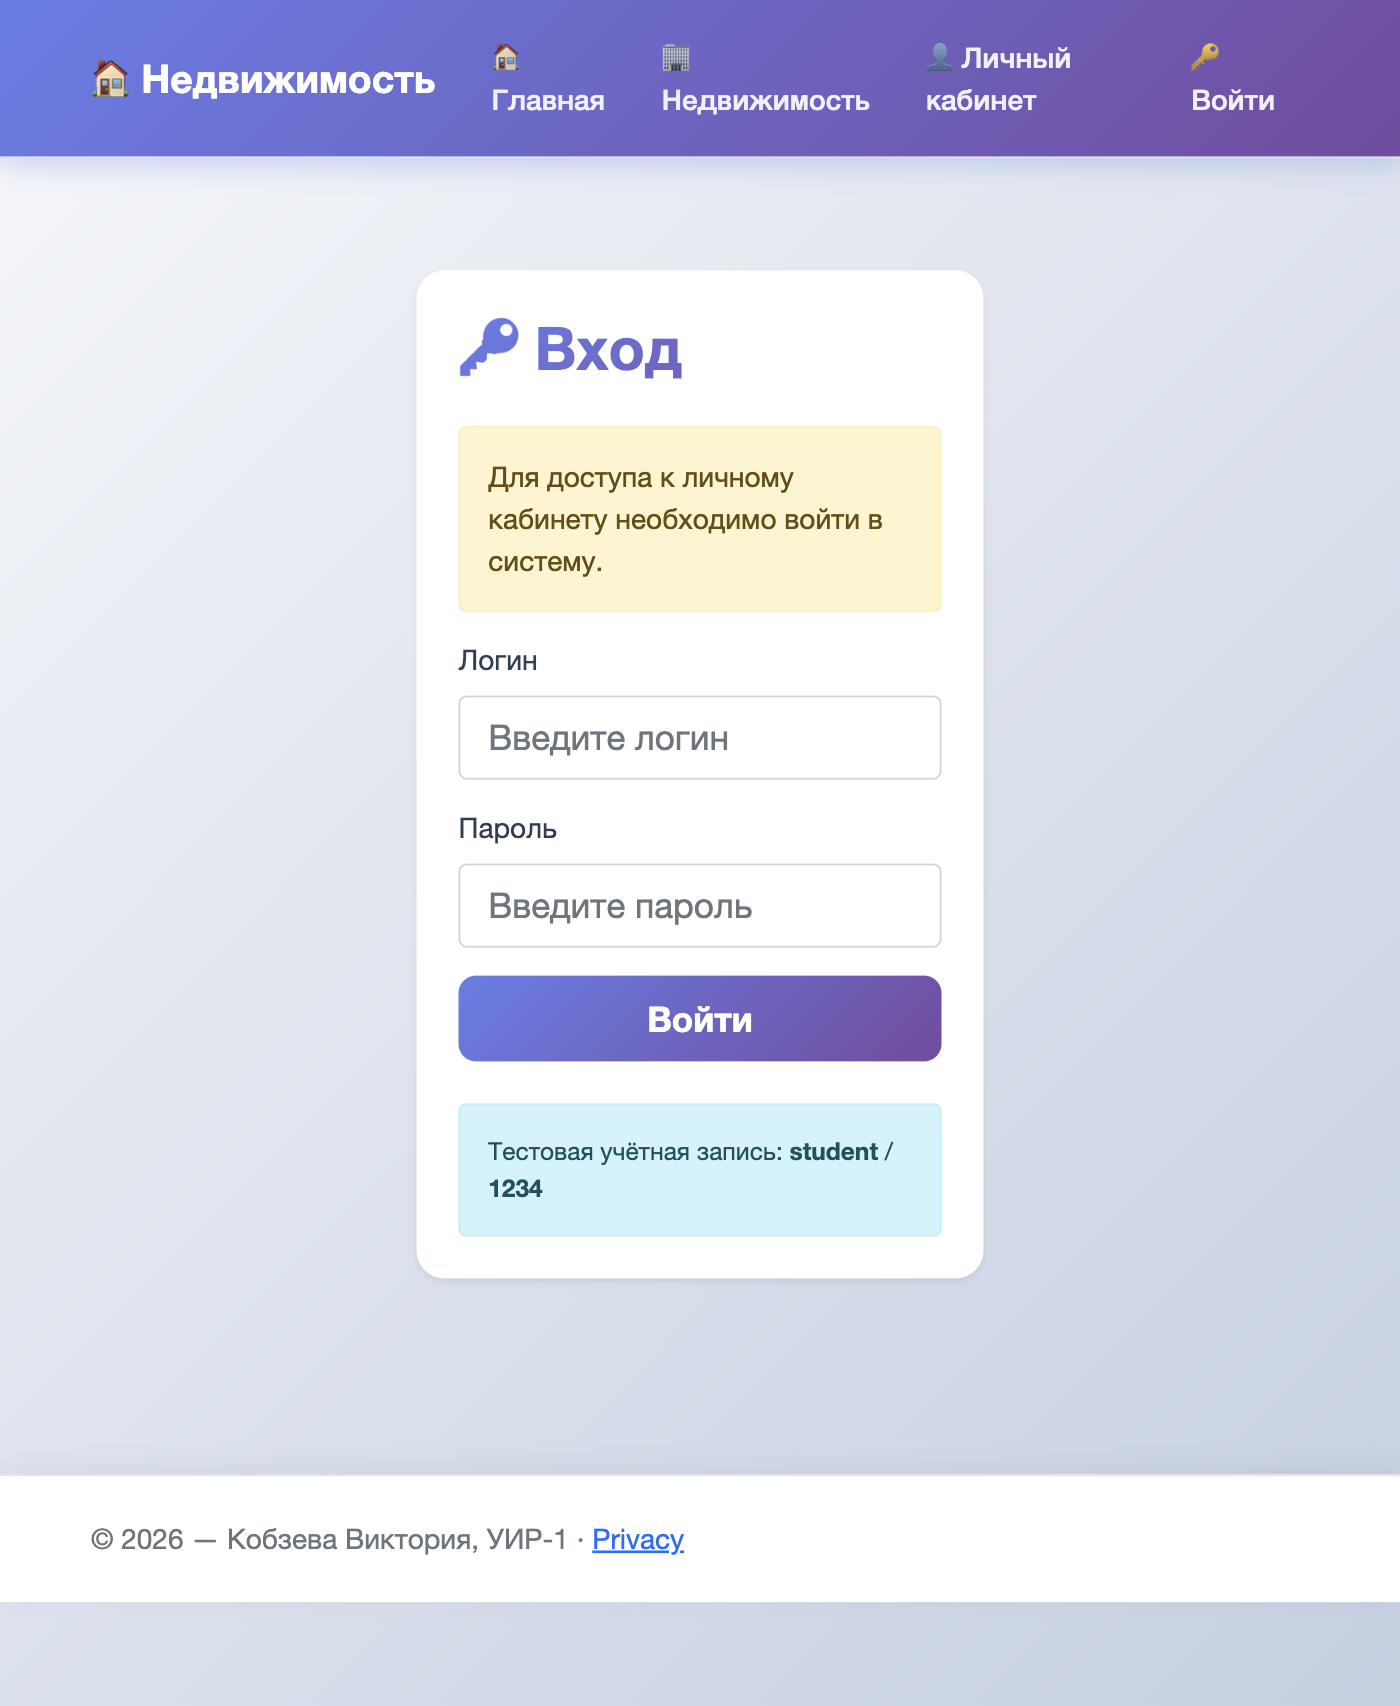 🏠 Недвижимость
🏠
Главная
🏢
Недвижимость
👤 Личный
кабинет
🔑
Войти
🔑 Вход
Для доступа к личному
кабинету необходимо войти в
систему.
Логин
Введите логин
Пароль
Введите пароль
Войти
Тестовая учётная запись: student /
1234
© 2026 — Кобзева Виктория, УИР-1 · Privacy